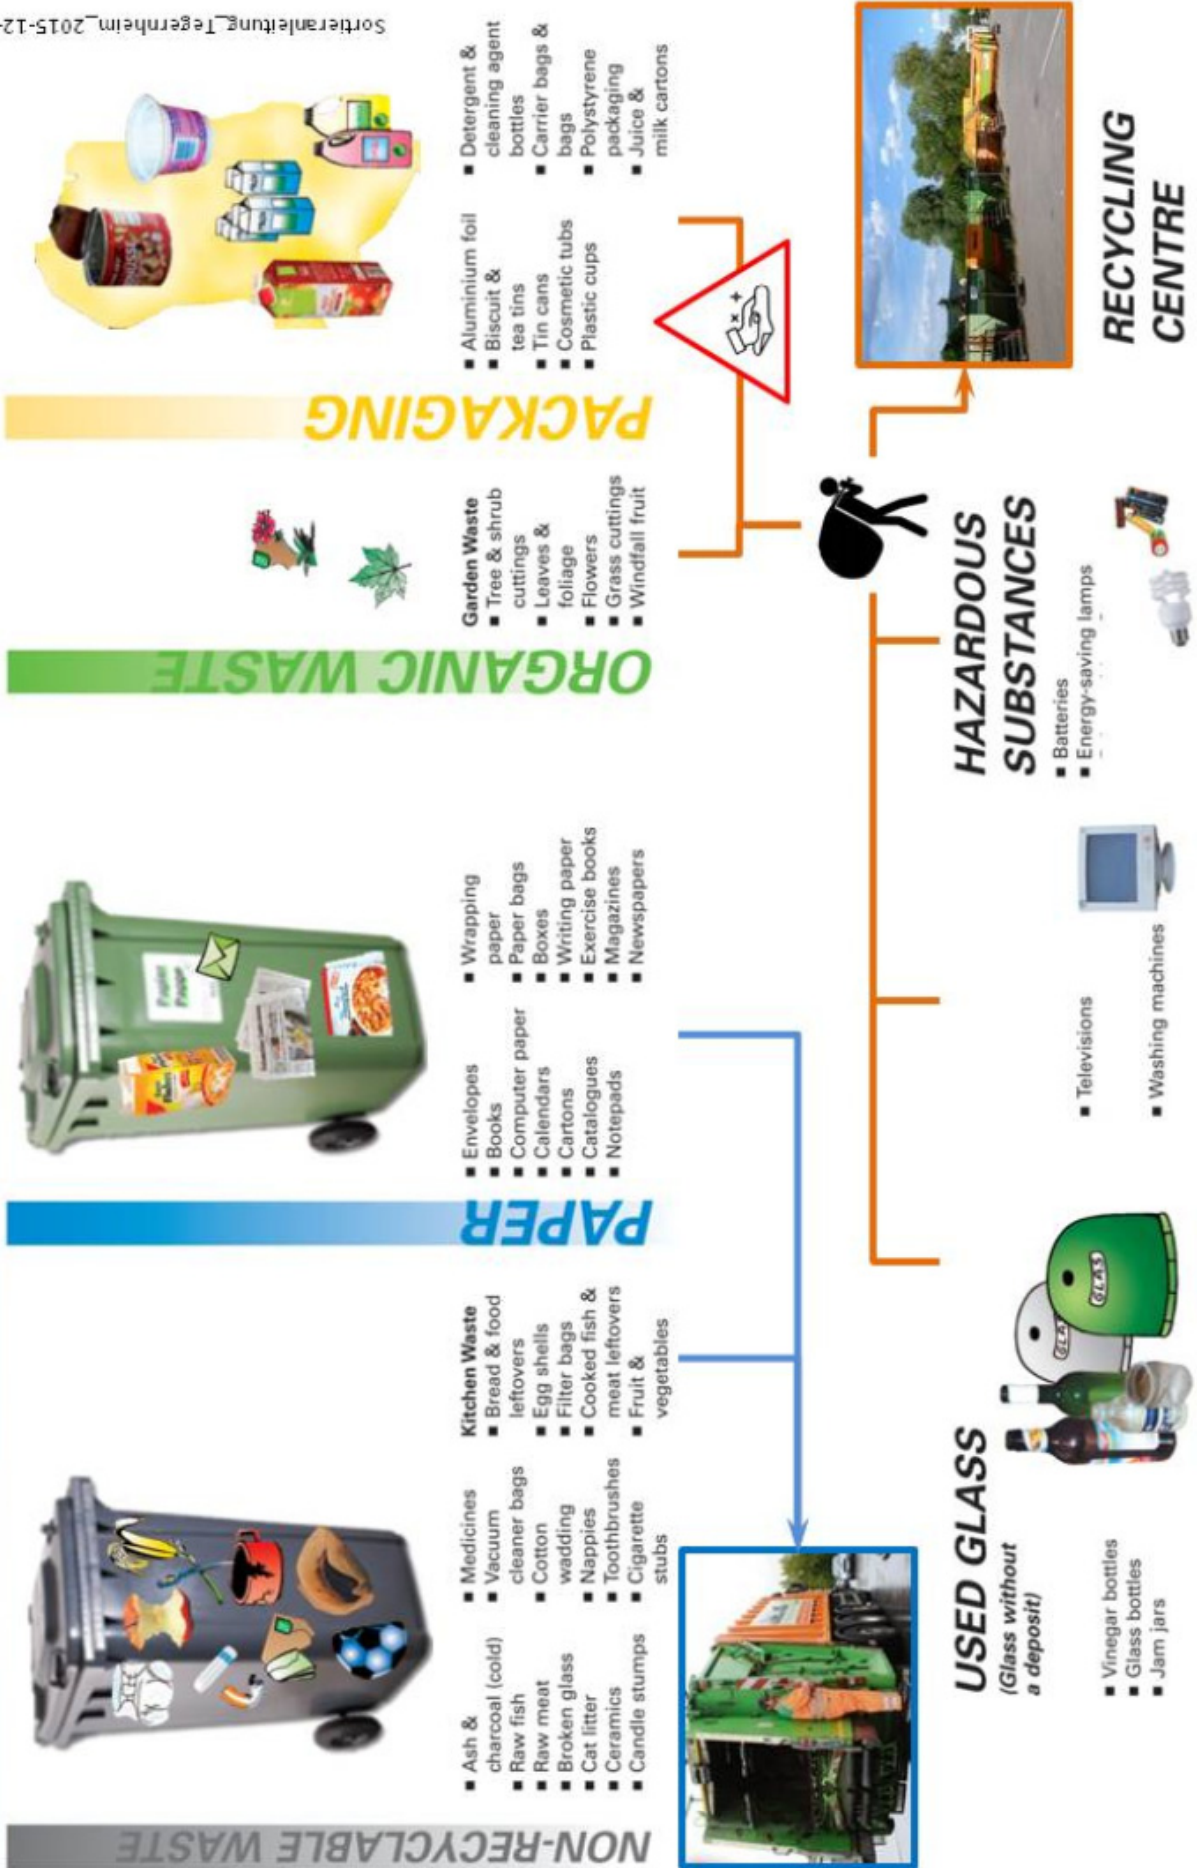 Sortieranleitung_Tegernheim_2015-12-
NON-RECYCLABLE WASTE
■ Ash &
charcoal (cold)
■ Raw fish
■ Raw meat
■ Broken glass
■ Cat litter
■ Ceramics
■ Candle stumps
■ Medicines
■ Vacuum
cleaner bags
■ Cotton
wadding
■ Nappies
■ Toothbrushes
■ Cigarette
stubs
Kitchen Waste
■ Bread & food
leftovers
■ Egg shells
■ Filter bags
■ Cooked fish &
meat leftovers
■ Fruit &
vegetables
PAPER
Papier
■ Envelopes
■ Books
■ Computer paper
■ Calendars
■ Cartons
■ Catalogues
■ Notepads
■ Wrapping
paper
■ Paper bags
■ Boxes
■ Writing paper
■ Exercise books
■ Magazines
■ Newspapers
ORGANIC WASTE
Garden Waste
■ Tree & shrub
cuttings
■ Leaves &
foliage
■ Flowers
■ Grass cuttings
■ Windfall fruit
PACKAGING
■ Aluminium foil
■ Biscuit &
tea tins
■ Tin cans
■ Cosmetic tubs
■ Plastic cups
■ Detergent &
cleaning agent
bottles
■ Carrier bags &
bags
■ Polystyrene
packaging
■ Juice &
milk cartons
USED GLASS
(Glass without
a deposit)
■ Vinegar bottles
■ Glass bottles
■ Jam jars
GLAS
GLAS
■ Televisions
■ Washing machines
HAZARDOUS
SUBSTANCES
■ Batteries
■ Energy-saving lamps
RECYCLING
CENTRE